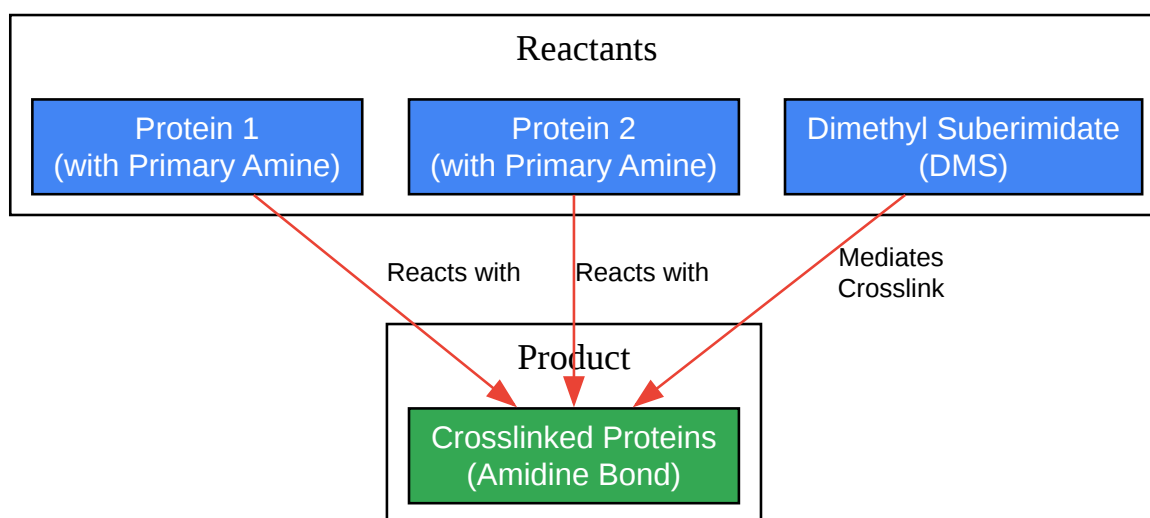 Reactants
Protein 1
(with Primary Amine)
Protein 2
(with Primary Amine)
Dimethyl Suberimidate
(DMS)
Reacts with
Reacts with
Mediates
Crosslink
Product
Crosslinked Proteins
(Amidine Bond)